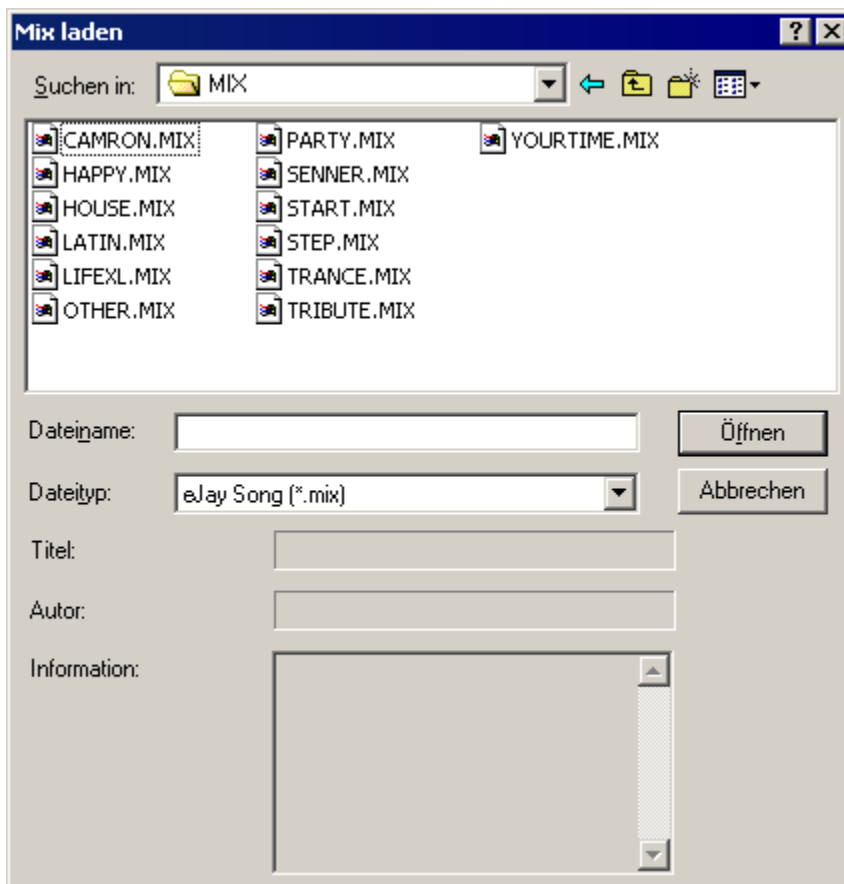 Mix laden
Suchen in: MIX
CAMRON.MIX PARTY.MIX YOURTIME.MIX
HAPPY.MIX SENNER.MIX
HOUSE.MIX START.MIX
LATIN.MIX STEP.MIX
LIFEXL.MIX TRANCE.MIX
OTHER.MIX TRIBUTE.MIX
Dateiname: Öffnen
Dateityp: eJay Song (*.mix) Abbrechen
Titel:
Autor:
Information: